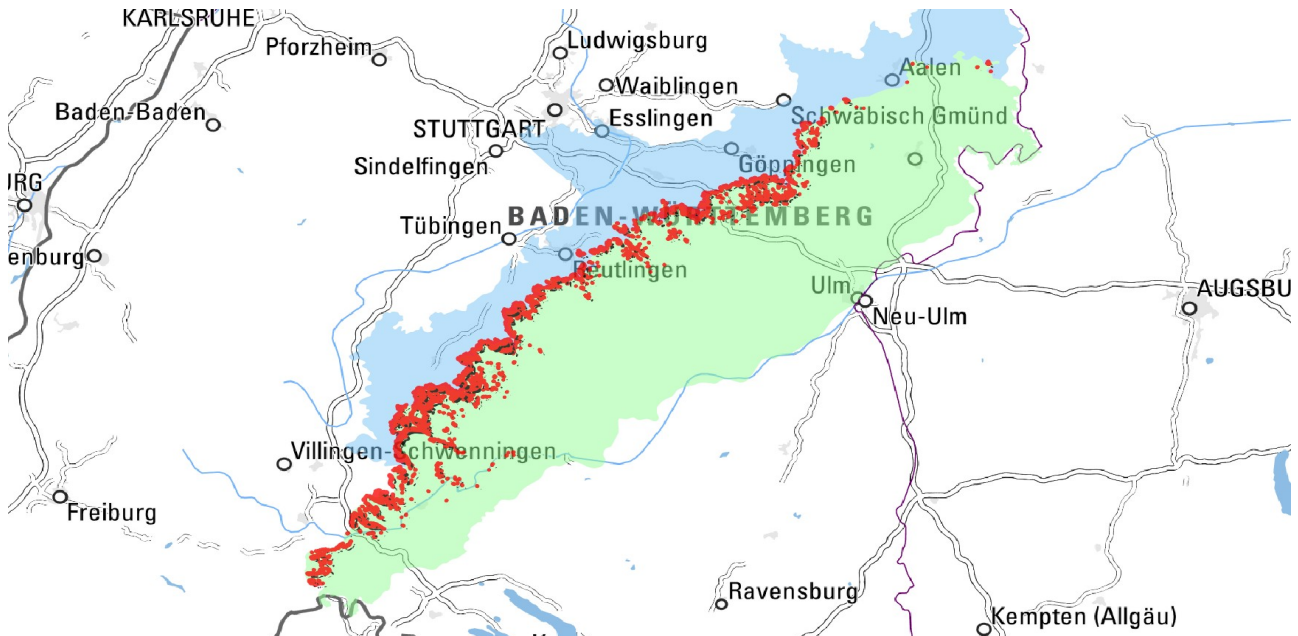 KARLSRUHE
Pforzheim
Ludwigsburg
Waiblingen
Aalen
Baden-Baden
STUTTGART
Esslingen
Schwäbisch Gmünd
Sindelfingen
Göppingen
URG
BADEN-WÜRTTEMBERG
Tübingen
enburg
Reutlingen
Ulm
Neu-Ulm
AUGSBU
Villingen-Schwenningen
Freiburg
Ravensburg
Kempten (Allgäu)